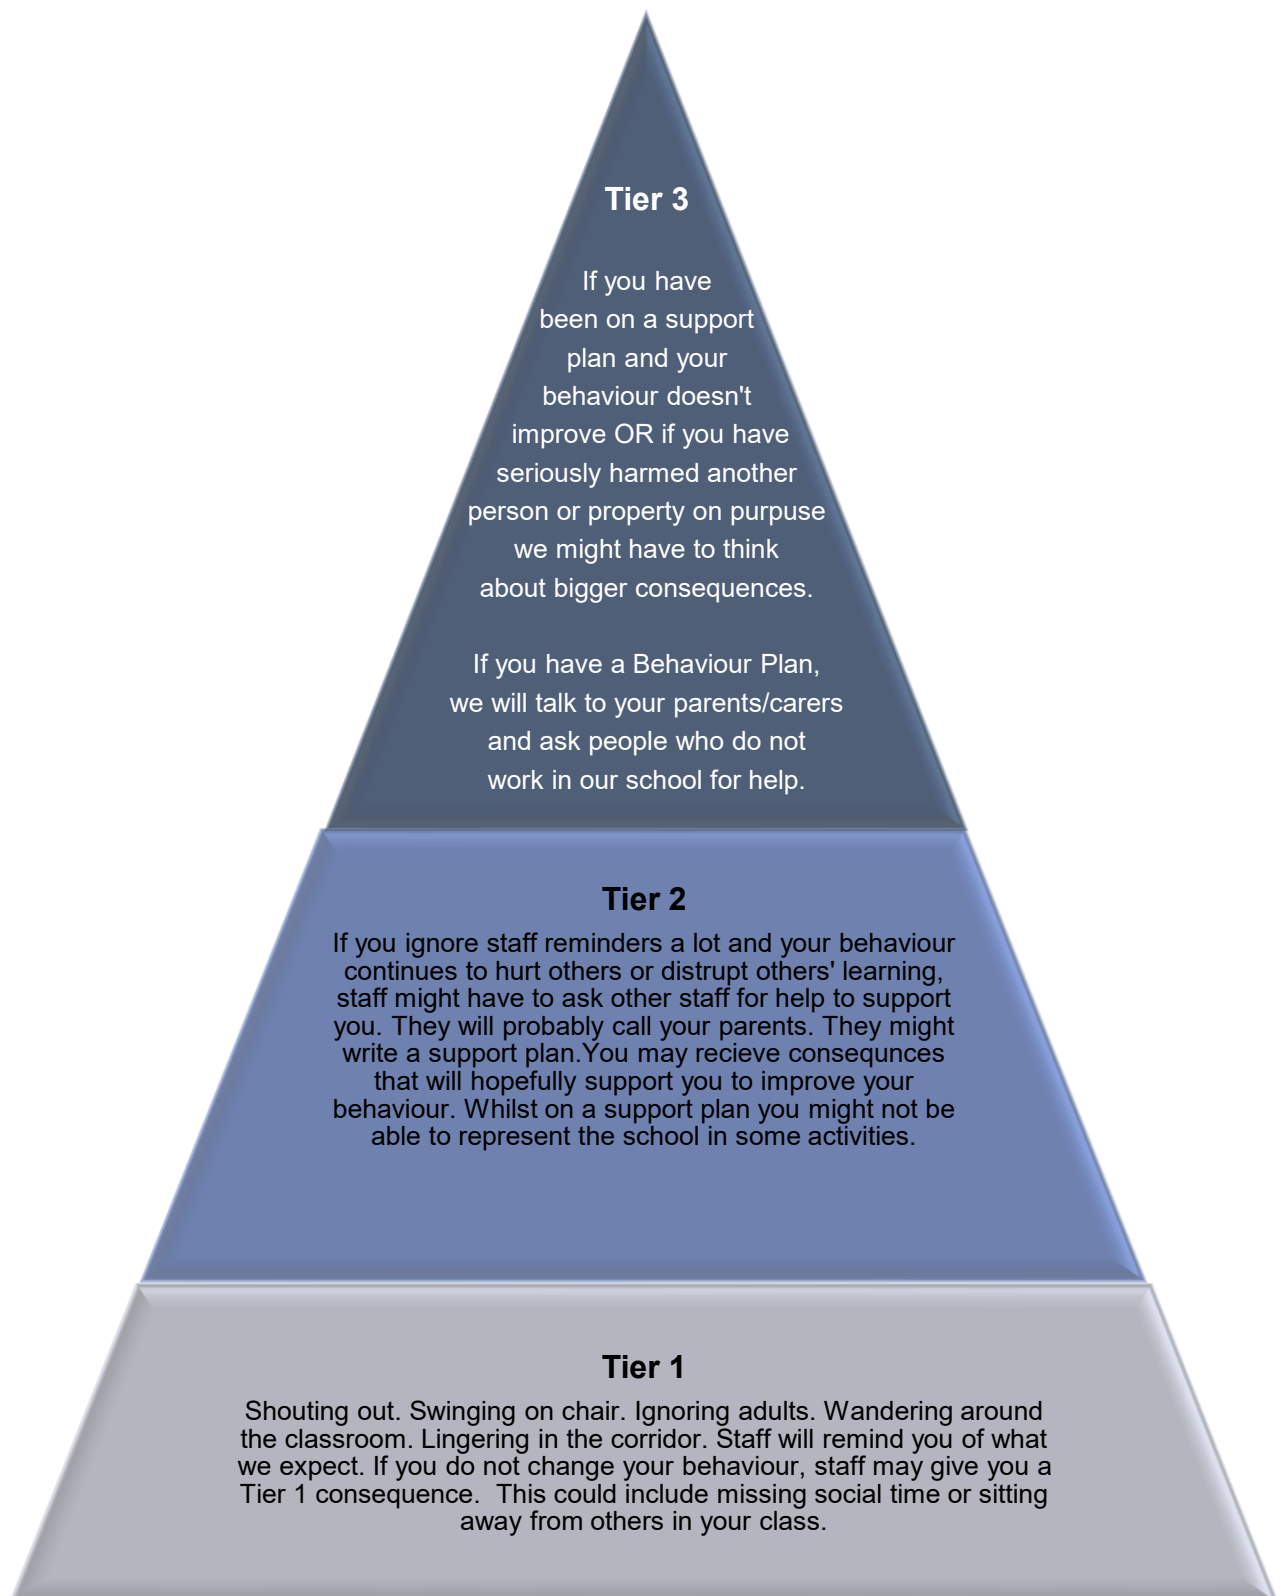 Tier 3
If you have
been on a support
plan and your
behaviour doesn't
improve OR if you have
seriously harmed another
person or property on purpuse
we might have to think
about bigger consequences.
If you have a Behaviour Plan,
we will talk to your parents/carers
and ask people who do not
work in our school for help.
Tier 2
If you ignore staff reminders a lot and your behaviour
continues to hurt others or distrupt others' learning,
staff might have to ask other staff for help to support
you. They will probably call your parents. They might
write a support plan.You may recieve consequnces
that will hopefully support you to improve your
behaviour. Whilst on a support plan you might not be
able to represent the school in some activities.
Tier 1
Shouting out. Swinging on chair. Ignoring adults. Wandering around
the classroom. Lingering in the corridor. Staff will remind you of what
we expect. If you do not change your behaviour, staff may give you a
Tier 1 consequence.  This could include missing social time or sitting
away from others in your class.